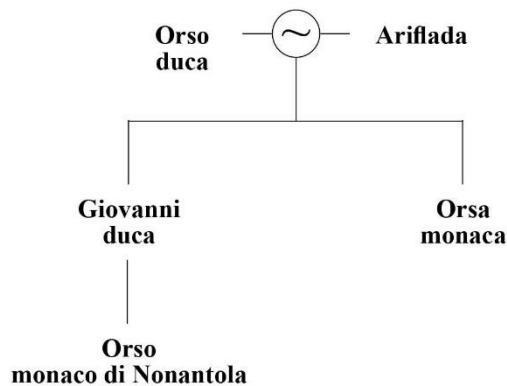 Orso
duca
~
Ariflada
Giovanni
duca
Orsa
monaca
Orso
monaco di Nonantola